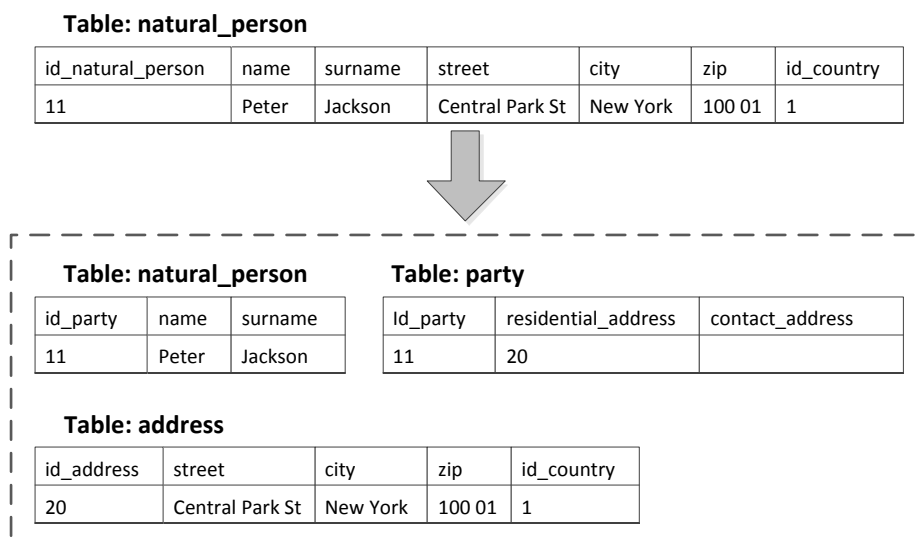 Table: natural_person
id_natural_person name surname street city zip id_country
11 Peter Jackson Central Park St New York 100 01 1
Table: natural_person Table: party
id_party name surname Id_party residential_address contact_address
11 Peter Jackson 11 20
Table: address
id_address street city zip id_country
20 Central Park St New York 100 01 1